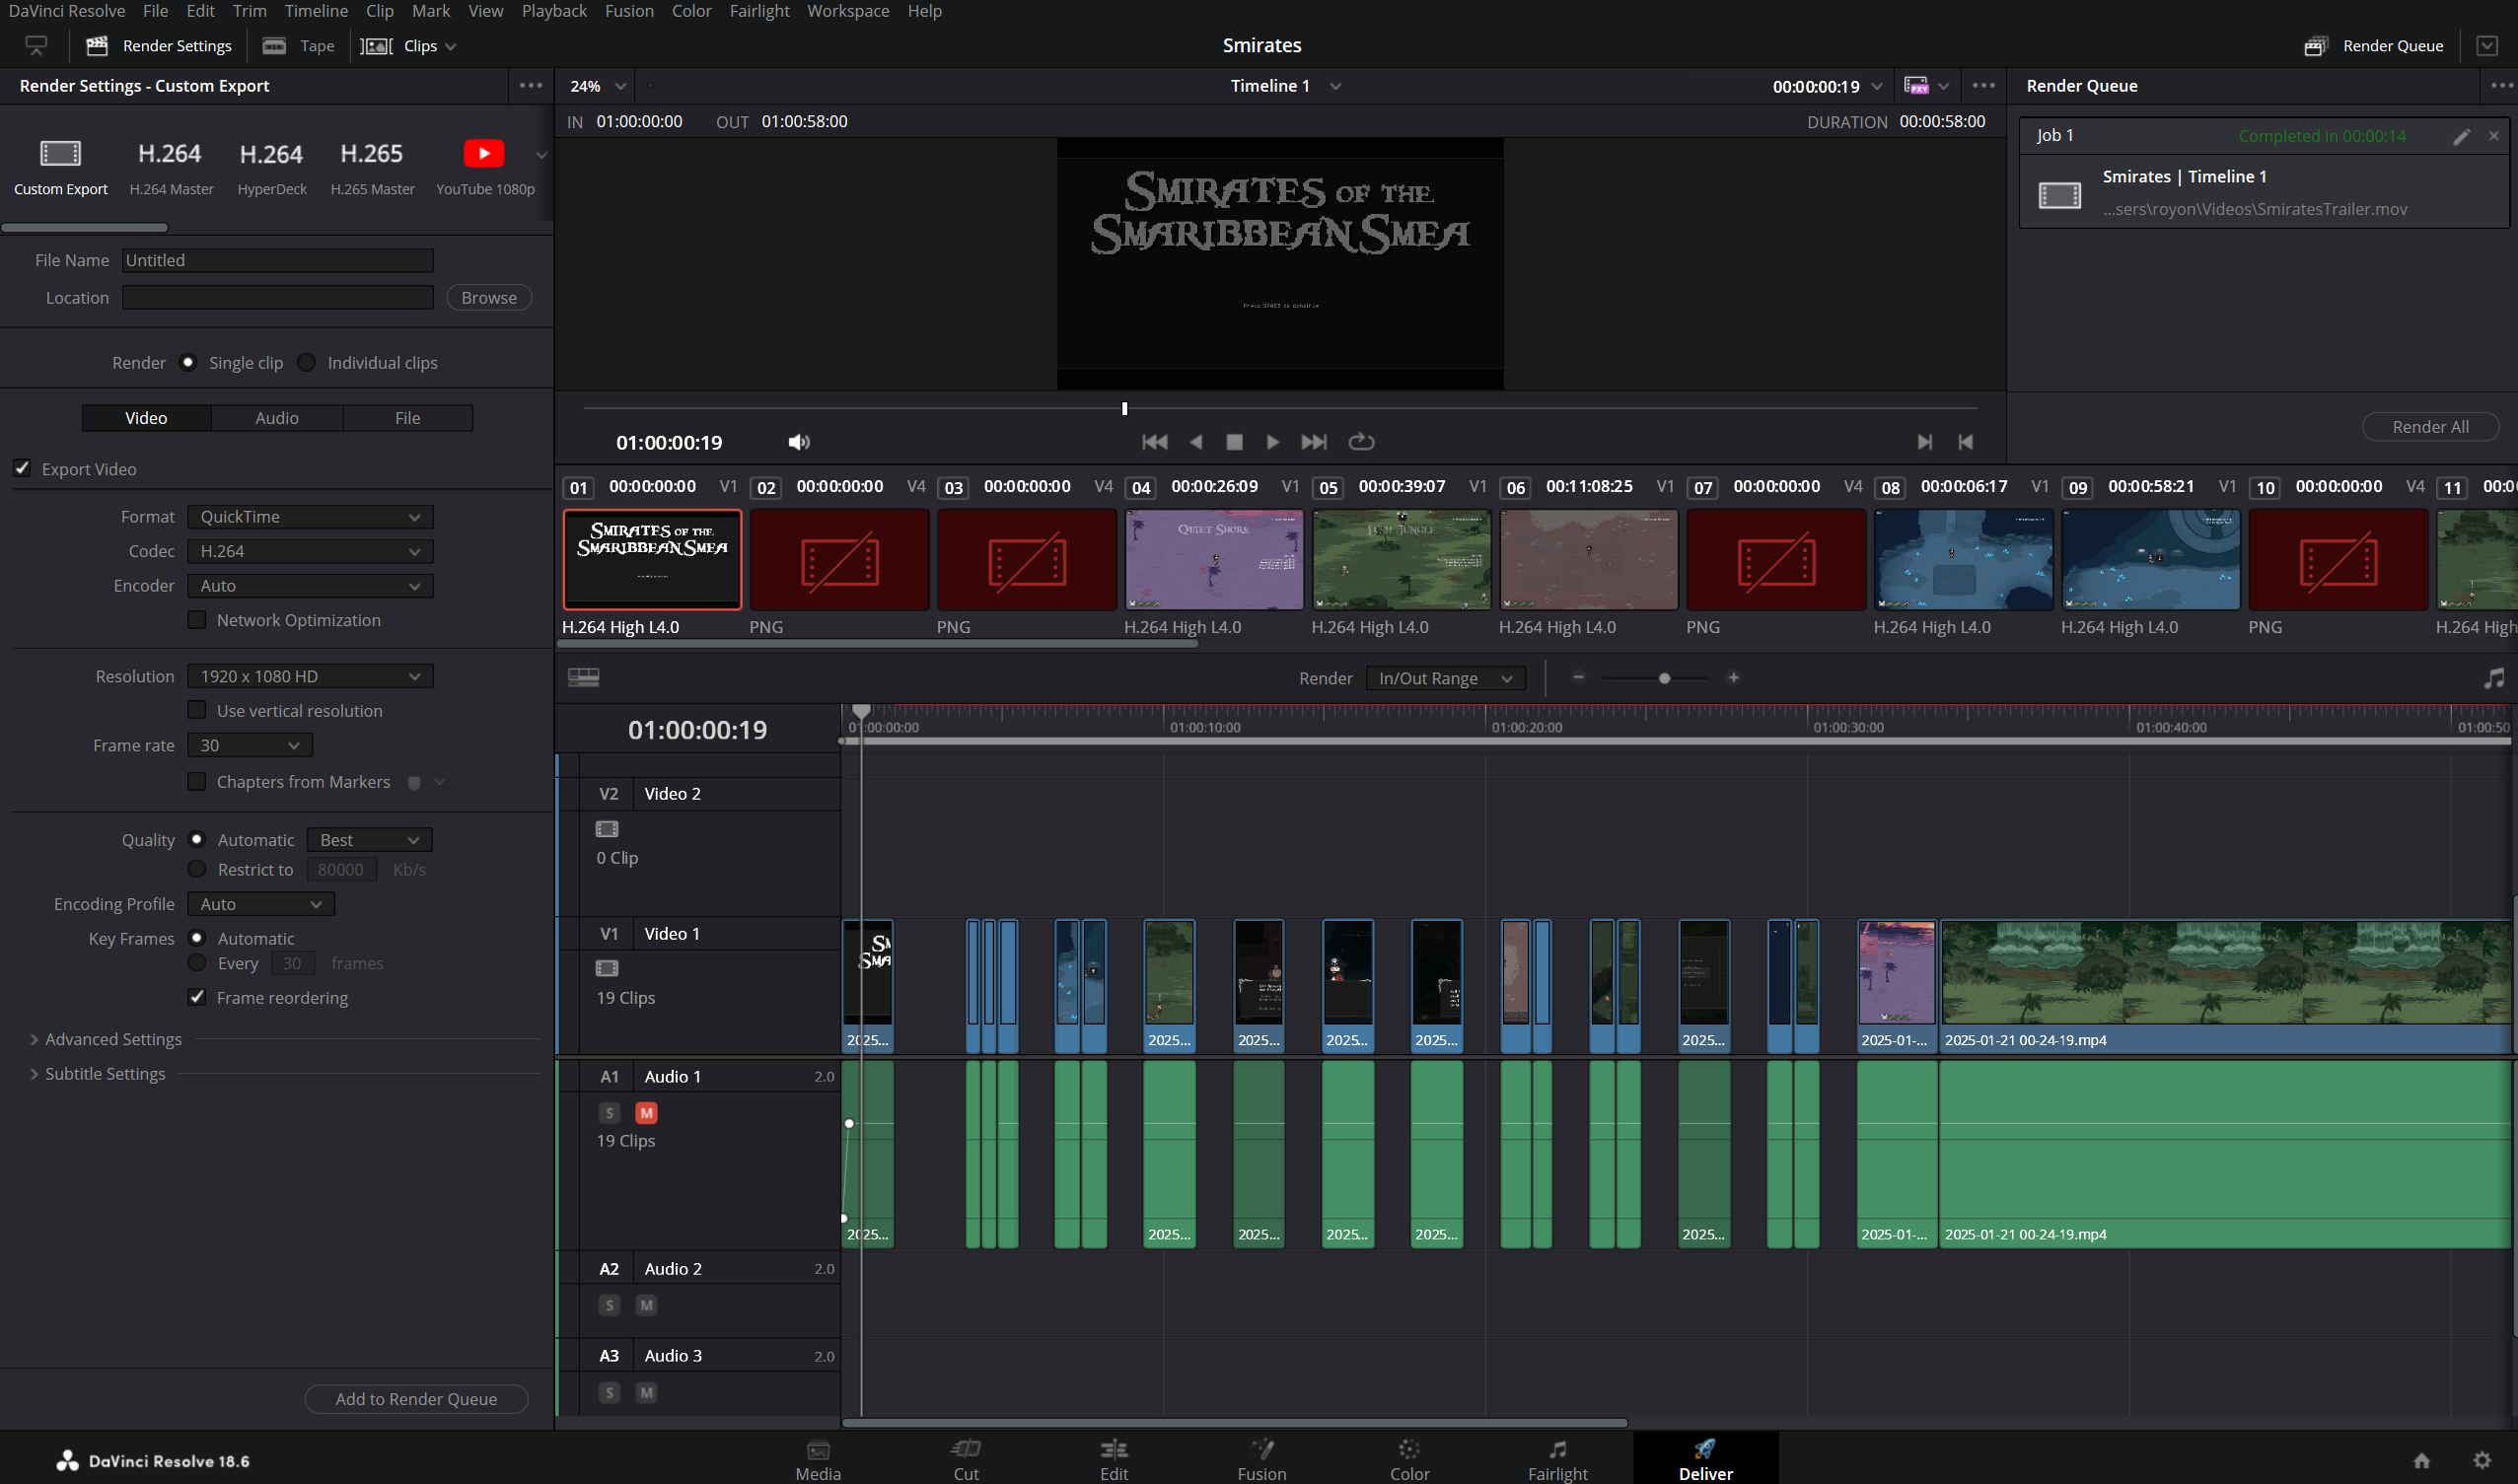 DaVinci Resolve File Edit Trim Timeline Clip Mark View Playback Fusion Color Fairlight Workspace Help
Render Settings Tape Clips Smirates Render Queue
Render Settings - Custom Export
24% Timeline 1 00:00:00:19
Render Queue
IN 01:00:00:00 OUT 01:00:58:00 DURATION 00:00:58:00
H.264 H.264 H.265
Custom Export H.264 Master HyperDeck H.265 Master YouTube 1080p
File Name Untitled
Location Browse
Render Single clip Individual clips
Video Audio File
Export Video
Format QuickTime
Codec H.264
Encoder Auto
Network Optimization
Resolution 1920 x 1080 HD
Use vertical resolution
Frame rate 30
Chapters from Markers
Quality Automatic Best
Restrict to 80000 Kb/s
Encoding Profile Auto
Key Frames Automatic
Every 30 frames
Frame reordering
Advanced Settings
Subtitle Settings
Add to Render Queue
SMIRATES OF THE
SMARIBBEAN SMEA
Press SPACE to continue
01:00:00:19
Job 1 Completed in 00:00:14
Smirates | Timeline 1
...sers\royon\Videos\SmiratesTrailer.mov
Render All
01 00:00:00:00 V1 02 00:00:00:00 V4 03 00:00:00:00 V4 04 00:00:26:09 V1 05 00:00:39:07 V1 06 00:11:08:25 V1 07 00:00:00:00 V4 08 00:00:06:17 V1 09 00:00:58:21 V1 10 00:00:00:00 V4 11 00:0
SMIRATES OF THE
SMARIBBEAN SMEA
QUIET SHORE
LUSH JUNGLE
H.264 High L4.0 PNG PNG H.264 High L4.0 H.264 High L4.0 H.264 High L4.0 PNG H.264 High L4.0 H.264 High L4.0 PNG H.264 High
Render In/Out Range
01:00:00:19 01:00:00:00 01:00:10:00 01:00:20:00 01:00:30:00 01:00:40:00 01:00:50
V2 Video 2
0 Clip
V1 Video 1
19 Clips
2025... 2025... 2025... 2025... 2025... 2025... 2025-01-... 2025-01-21 00-24-19.mp4
A1 Audio 1 2.0
S M
19 Clips
2025... 2025... 2025... 2025... 2025... 2025... 2025-01-... 2025-01-21 00-24-19.mp4
A2 Audio 2 2.0
S M
A3 Audio 3 2.0
S M
DaVinci Resolve 18.6
Media Cut Edit Fusion Color Fairlight Deliver